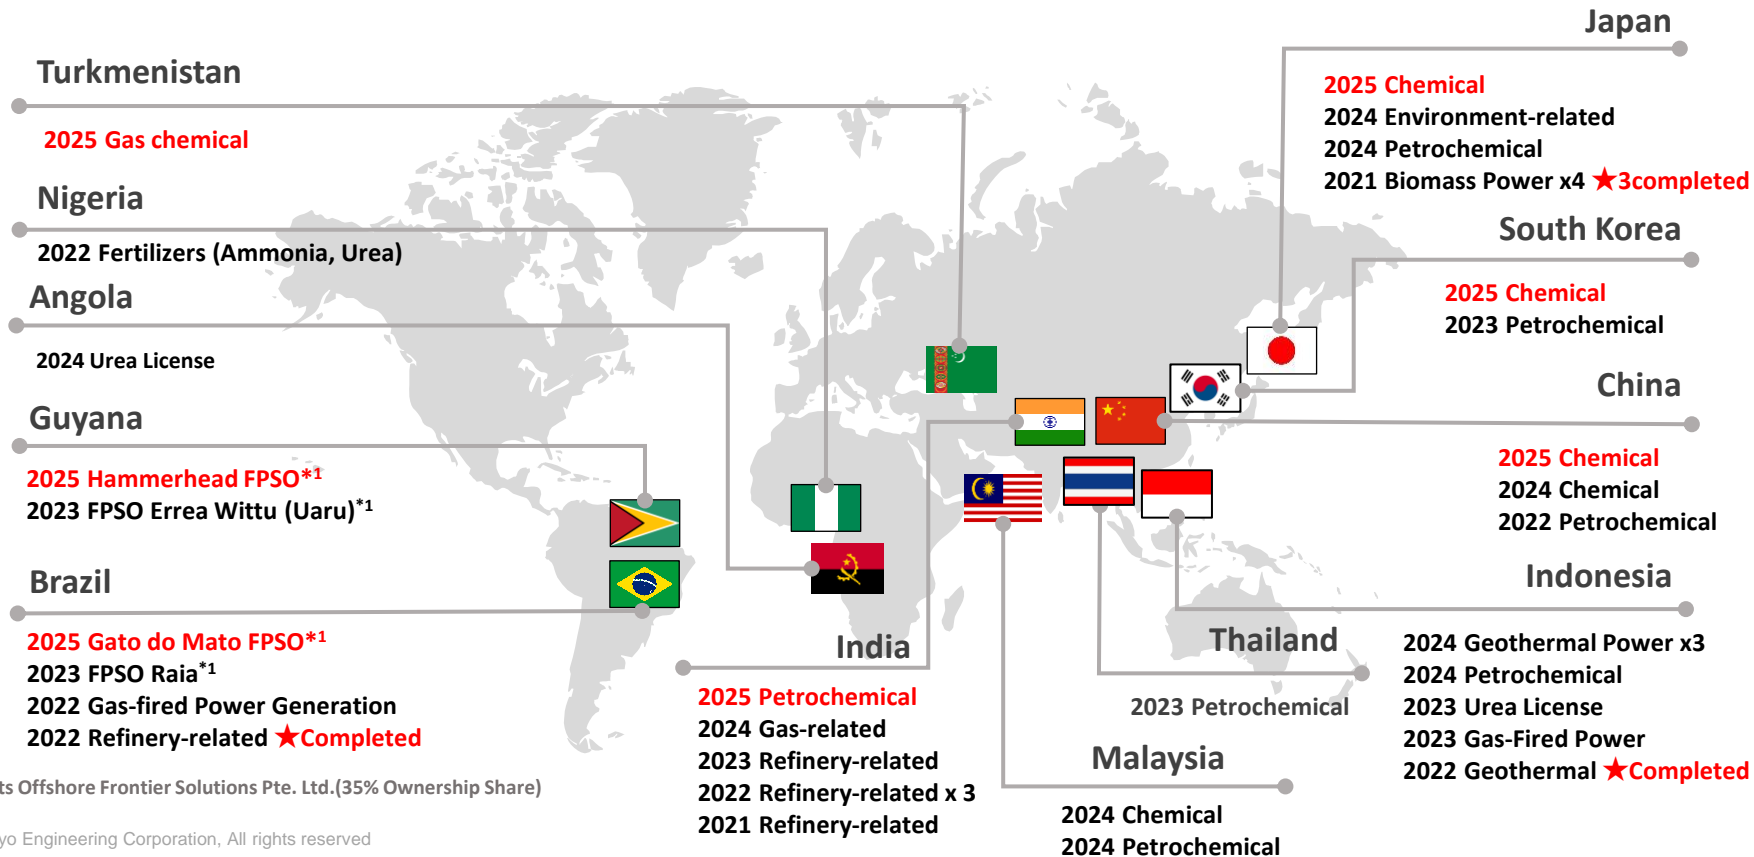 Turkmenistan
2025 Gas chemical
Nigeria
2022 Fertilizers (Ammonia, Urea)
Angola
2024 Urea License
Guyana
2025 Hammerhead FPSO*1
2023 FPSO Errea Wittu (Uaru)*1
Brazil
2025 Gato do Mato FPSO*1
2023 FPSO Raia*1
2022 Gas-fired Power Generation
2022 Refinery-related ★Completed
India
2025 Petrochemical
2024 Gas-related
2023 Refinery-related
2022 Refinery-related x 3
2021 Refinery-related
Japan
2025 Chemical
2024 Environment-related
2024 Petrochemical
2021 Biomass Power x4 ★3completed
South Korea
2025 Chemical
2023 Petrochemical
China
2025 Chemical
2024 Chemical
2022 Petrochemical
Indonesia
2024 Geothermal Power x3
2024 Petrochemical
2023 Urea License
2023 Gas-Fired Power
2022 Geothermal ★Completed
Thailand
2023 Petrochemical
Malaysia
2024 Chemical
2024 Petrochemical
Offshore Frontier Solutions Pte. Ltd.(35% Ownership Share)
Engineering Corporation, All rights reserved